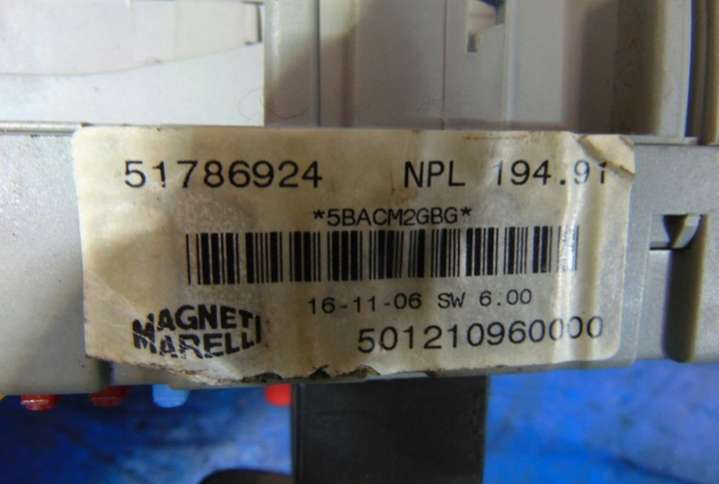 51786924 NPL 194.91
*5BACM2GBG*
16-11-06 SW 6.00
MAGNETI MARELLI
501210960000